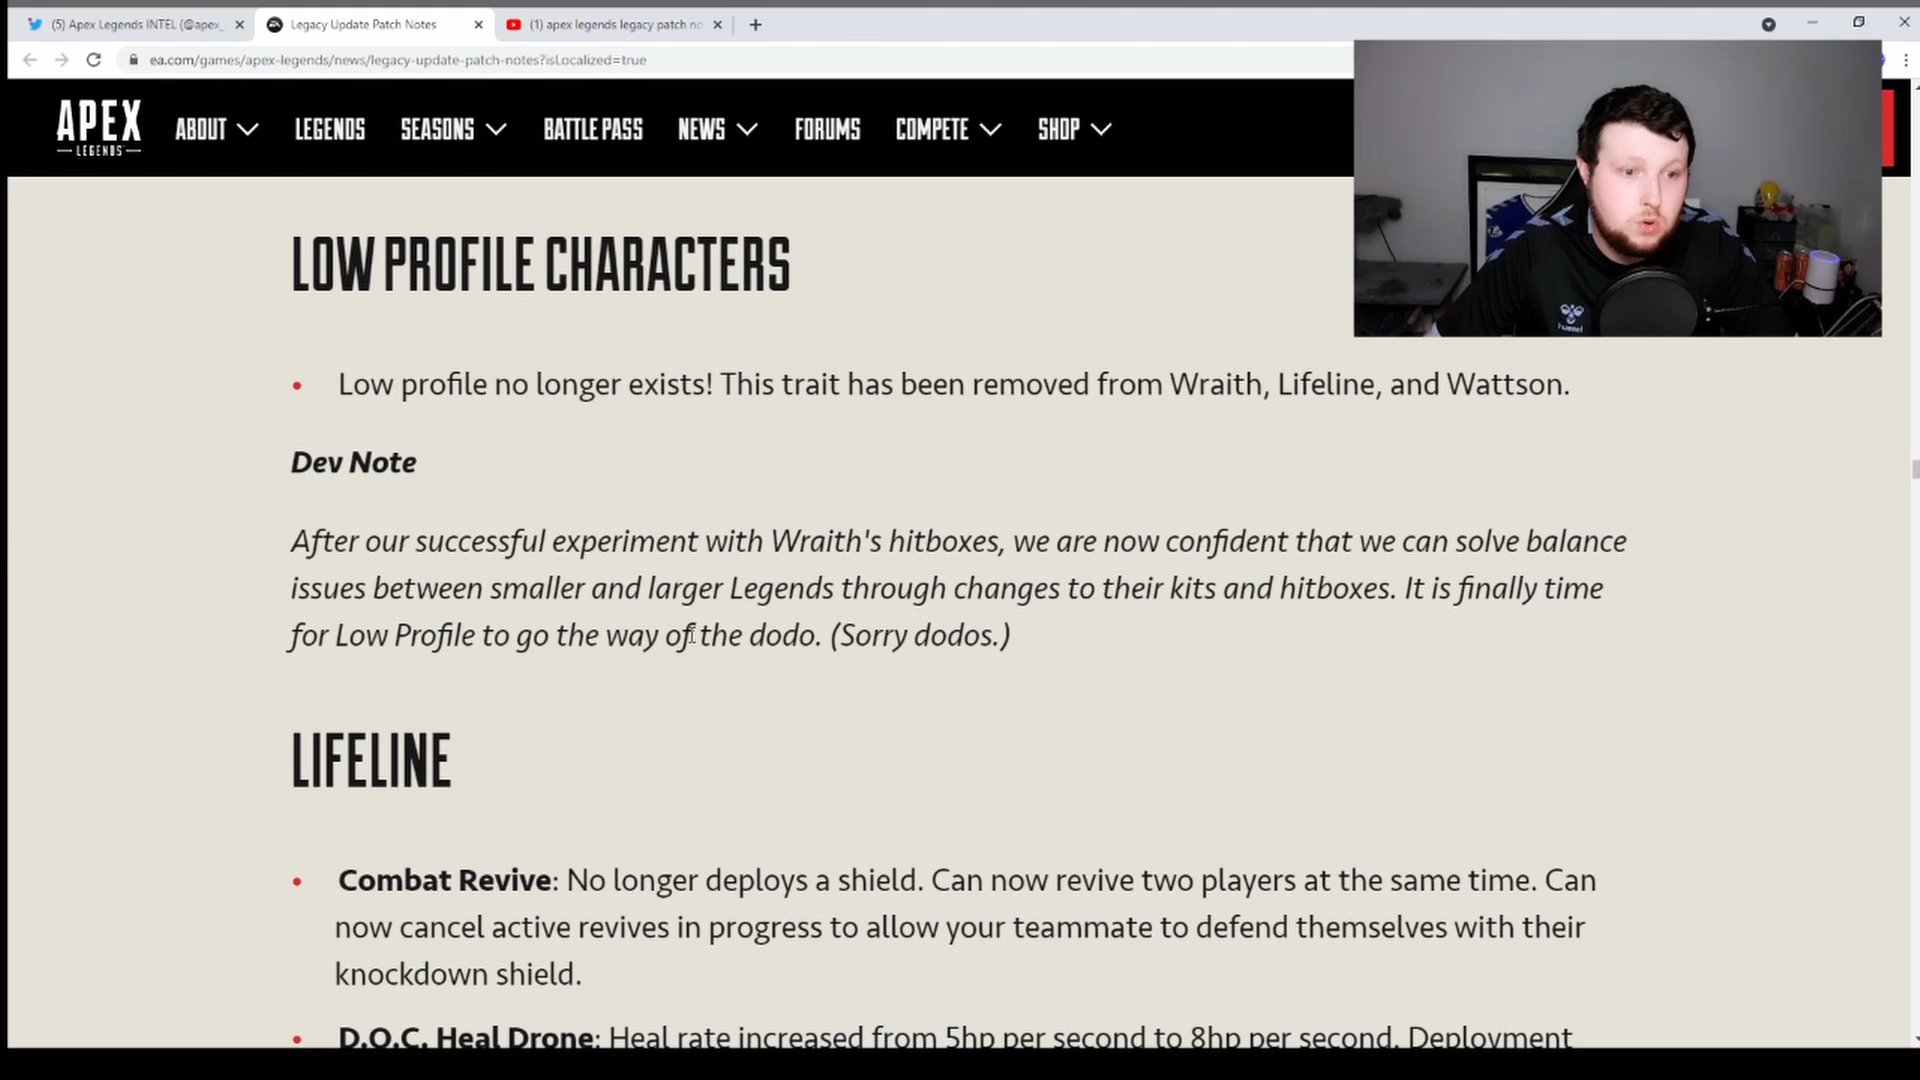 (5) Apex Legends INTEL (@apex_
Legacy Update Patch Notes
(1) apex legends legacy patch no
ea.com/games/apex-legends/news/legacy-update-patch-notes?isLocalized=true
APEX
LEGENDS
ABOUT
LEGENDS
SEASONS
BATTLE PASS
NEWS
FORUMS
COMPETE
SHOP
hummel
LOW PROFILE CHARACTERS
• Low profile no longer exists! This trait has been removed from Wraith, Lifeline, and Wattson.
Dev Note
After our successful experiment with Wraith's hitboxes, we are now confident that we can solve balance
issues between smaller and larger Legends through changes to their kits and hitboxes. It is finally time
for Low Profile to go the way of the dodo. (Sorry dodos.)
LIFELINE
• Combat Revive: No longer deploys a shield. Can now revive two players at the same time. Can
now cancel active revives in progress to allow your teammate to defend themselves with their
knockdown shield.
• D.O.C. Heal Drone: Heal rate increased from 5hp per second to 8hp per second. Deployment